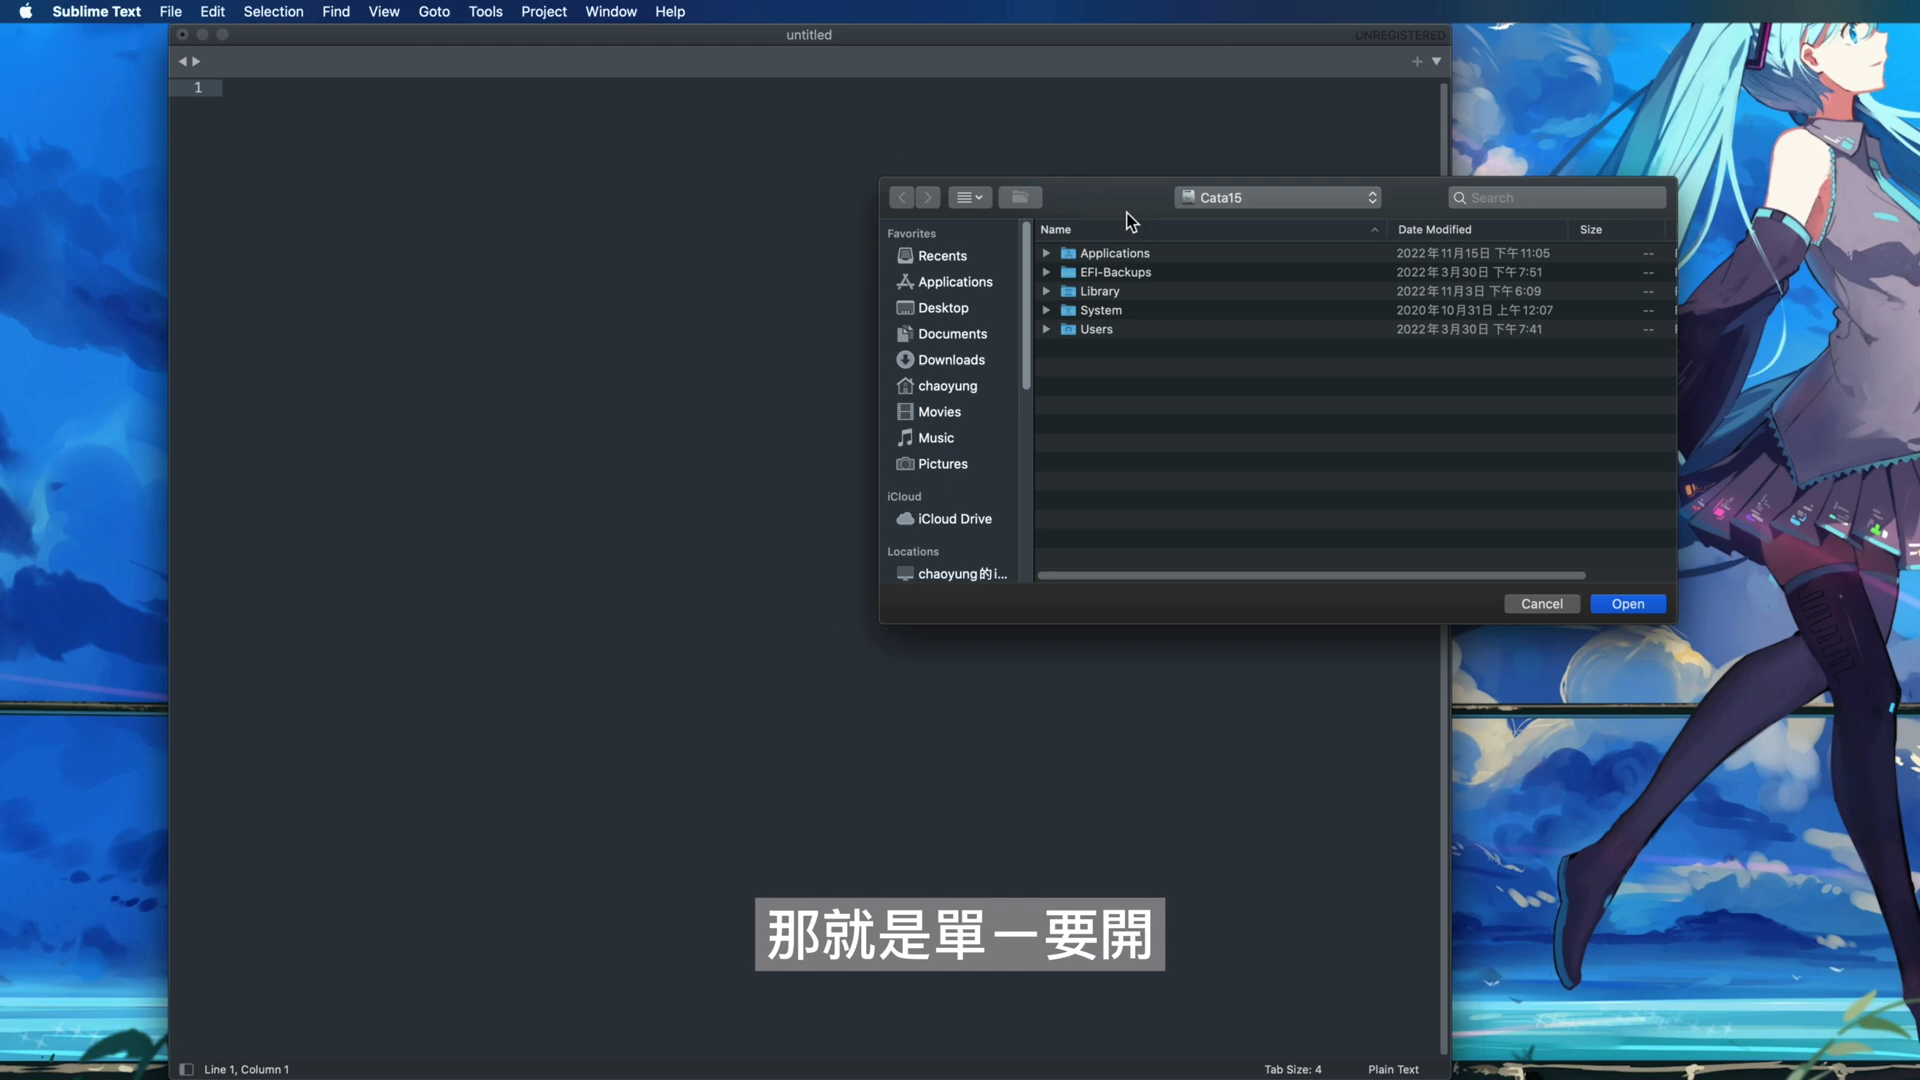 Sublime Text File Edit Selection Find View Goto Tools Project Window Help
untitled
UNREGISTERED
1
Cata15
Search
Favorites
Recents
Applications
Desktop
Documents
Downloads
chaoyung
Movies
Music
Pictures
iCloud
iCloud Drive
Locations
chaoyung的i...
Name Date Modified Size
Applications 2022年11月15日 下午11:05 --
EFI-Backups 2022年3月30日 下午7:51 --
Library 2022年11月3日 下午6:09 --
System 2020年10月31日 上午12:07 --
Users 2022年3月30日 下午7:41 --
Cancel Open
那就是單一要開
Line 1, Column 1
Tab Size: 4
Plain Text